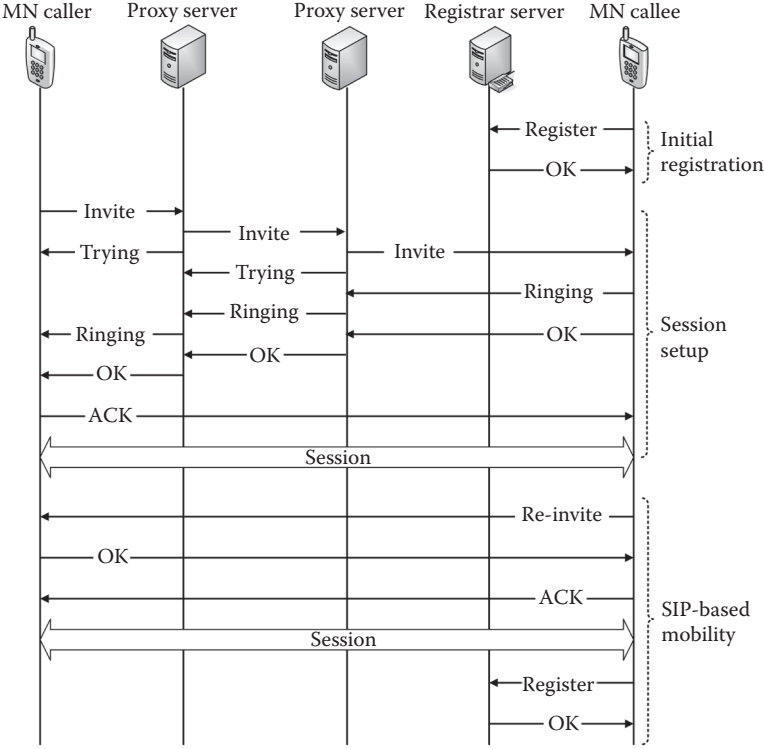 MN caller
Proxy server
Proxy server
Registrar server
MN callee
Register
Initial
registration
OK
Invite
Invite
Trying
Invite
Trying
Ringing
Ringing
Ringing
OK
Session
setup
OK
OK
ACK
Session
Re-invite
OK
ACK
SIP-based
mobility
Session
Register
OK